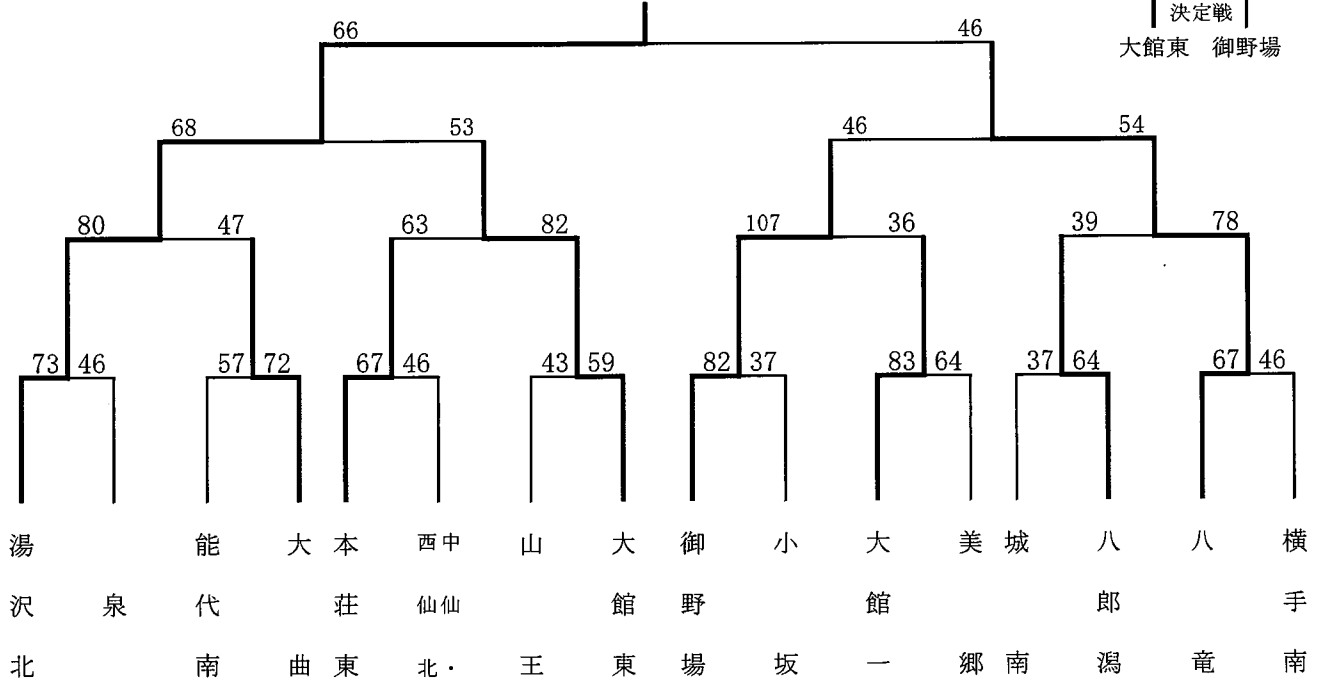 決定戦
大館東 御野場
66 46
68 53 46 54
80 47 63 82 107 36 39 78
73 46 57 72 67 46 43 59 82 37 83 64 37 64 67 46
湯沢北
泉
能代南
大曲
本荘東
中仙・
西仙北
山王
大館東
御野場
小坂
大館一
美郷
城南
八郎潟
八竜
横手南